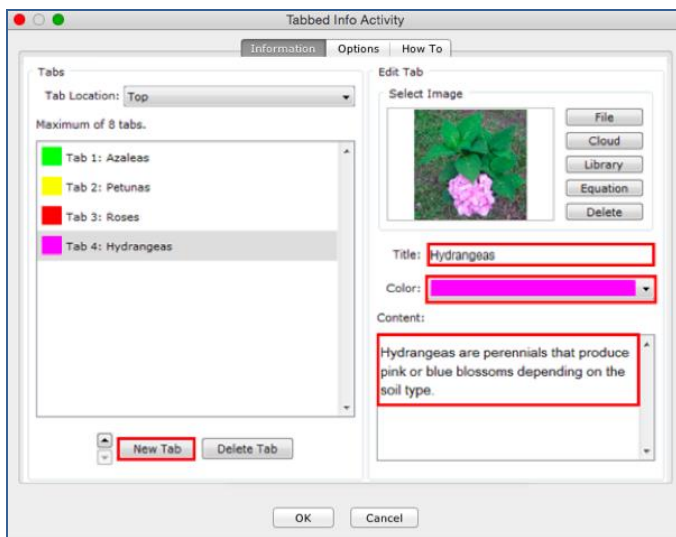 Tabbed Info Activity
Information Options How To
Tabs
Tab Location: Top
Maximum of 8 tabs.
Tab 1: Azaleas
Tab 2: Petunas
Tab 3: Roses
Tab 4: Hydrangeas
New Tab Delete Tab
Edit Tab
Select Image
File
Cloud
Library
Equation
Delete
Title: Hydrangeas
Color:
Content:
Hydrangeas are perennials that produce
pink or blue blossoms depending on the
soil type.
OK Cancel